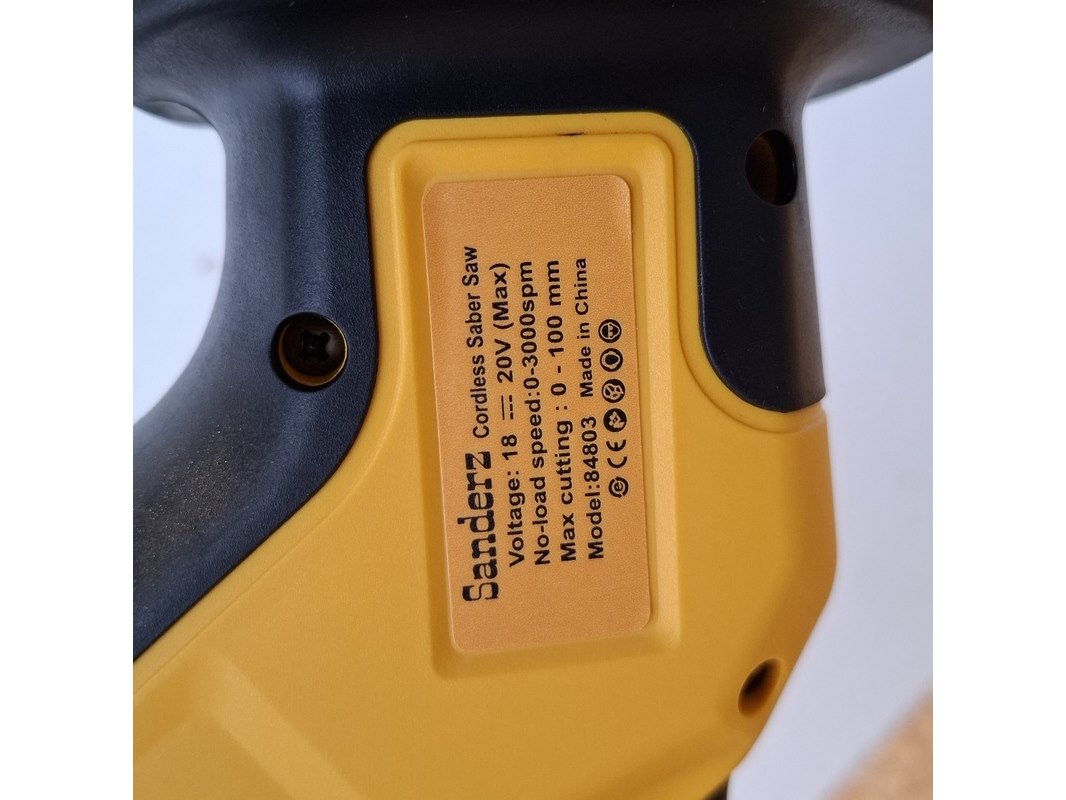 Sanderz Cordless Saber Saw
Voltage: 18 ⎓ 20V (Max)
No-load speed:0-3000spm
Max cutting : 0 - 100 mm
Model:84803 Made in China
CE